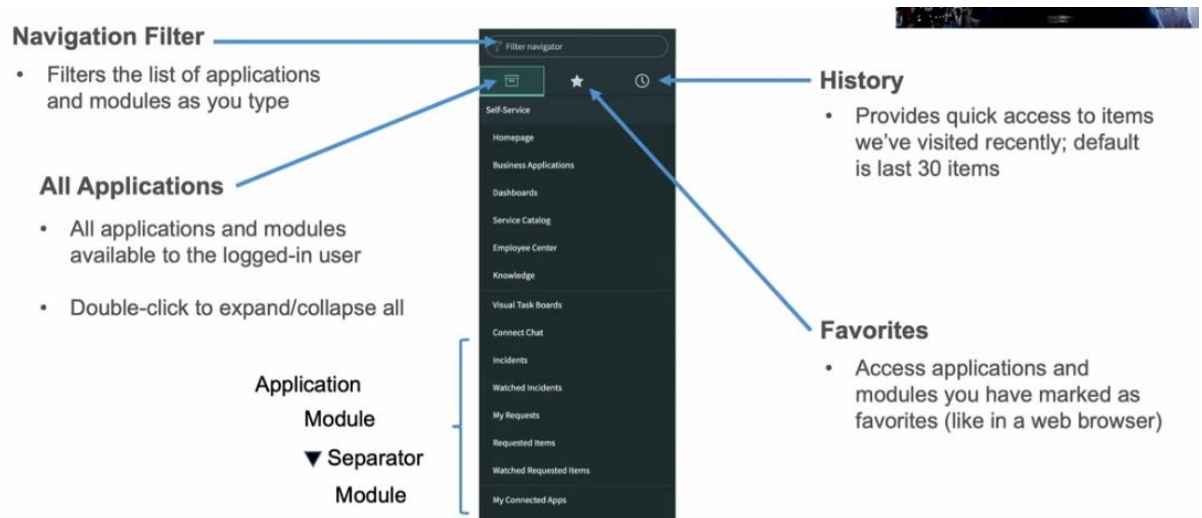 Navigation Filter
• Filters the list of applications
and modules as you type
All Applications
• All applications and modules
available to the logged-in user
• Double-click to expand/collapse all
Application
Module
▼ Separator
Module
Filter navigator
Self-Service
Homepage
Business Applications
Dashboards
Service Catalog
Employee Center
Knowledge
Visual Task Boards
Connect Chat
Incidents
Watched Incidents
My Requests
Requested Items
Watched Requested Items
My Connected Apps
History
• Provides quick access to items
we've visited recently; default
is last 30 items
Favorites
• Access applications and
modules you have marked as
favorites (like in a web browser)